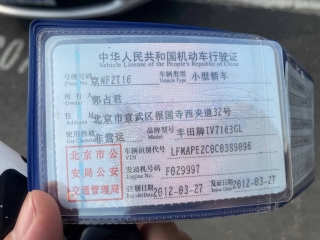 中华人民共和国机动车行驶证
Vehicle License of the People's Republic of China
号牌号码 京NF2T16 车辆类型 小型轿车
Plate No. Vehicle Type
所有人 郭占君
Owner
住址 北京市宣武区报国寺西夹道32号
使用性质 非营运 品牌型号 丰田牌TV7163GL
Use Character Model
北京市公安局公安交通管理局
车辆识别代号 LFMAPE2C0C0389896
VIN
发动机号码 F029997
Engine No.
注册日期 2012-03-27 发证日期 2012-03-27
Register Date Issue Date